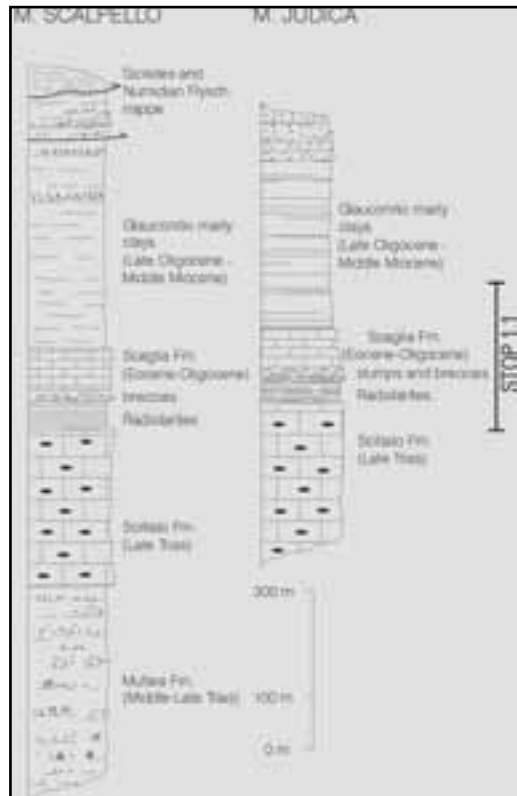 M. SCALPELLO
M. JUDICA
Sicilides and
Numidian Flysch
nappe
Glauconitic marly
clays
(Late Oligocene -
Middle Miocene)
Scaglia Fm.
(Eocene-Oligocene)
breccias
Radiolarites
Scillato Fm.
(Late Trias)
Mufara Fm.
(Middle-Late Trias)
Glauconitic marly
clays
(Late Oligocene -
Middle Miocene)
Scaglia Fm.
(Eocene-Oligocene)
slumps and breccias
Radiolarites
Scillato Fm.
(Late Trias)
STOP 1.1
300 m
100 m
0 m